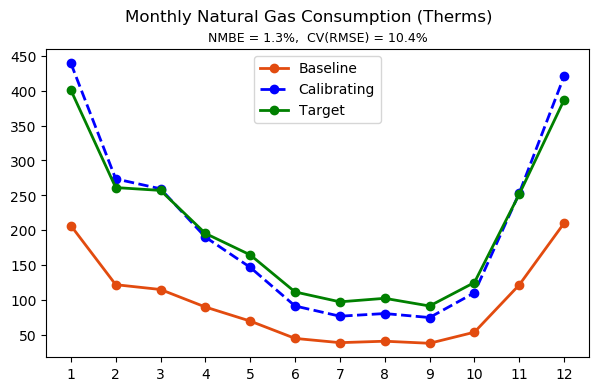 Monthly Natural Gas Consumption (Therms)
NMBE = 1.3%,  CV(RMSE) = 10.4%
Baseline
Calibrating
Target
450
400
350
300
250
200
150
100
50
1 2 3 4 5 6 7 8 9 10 11 12